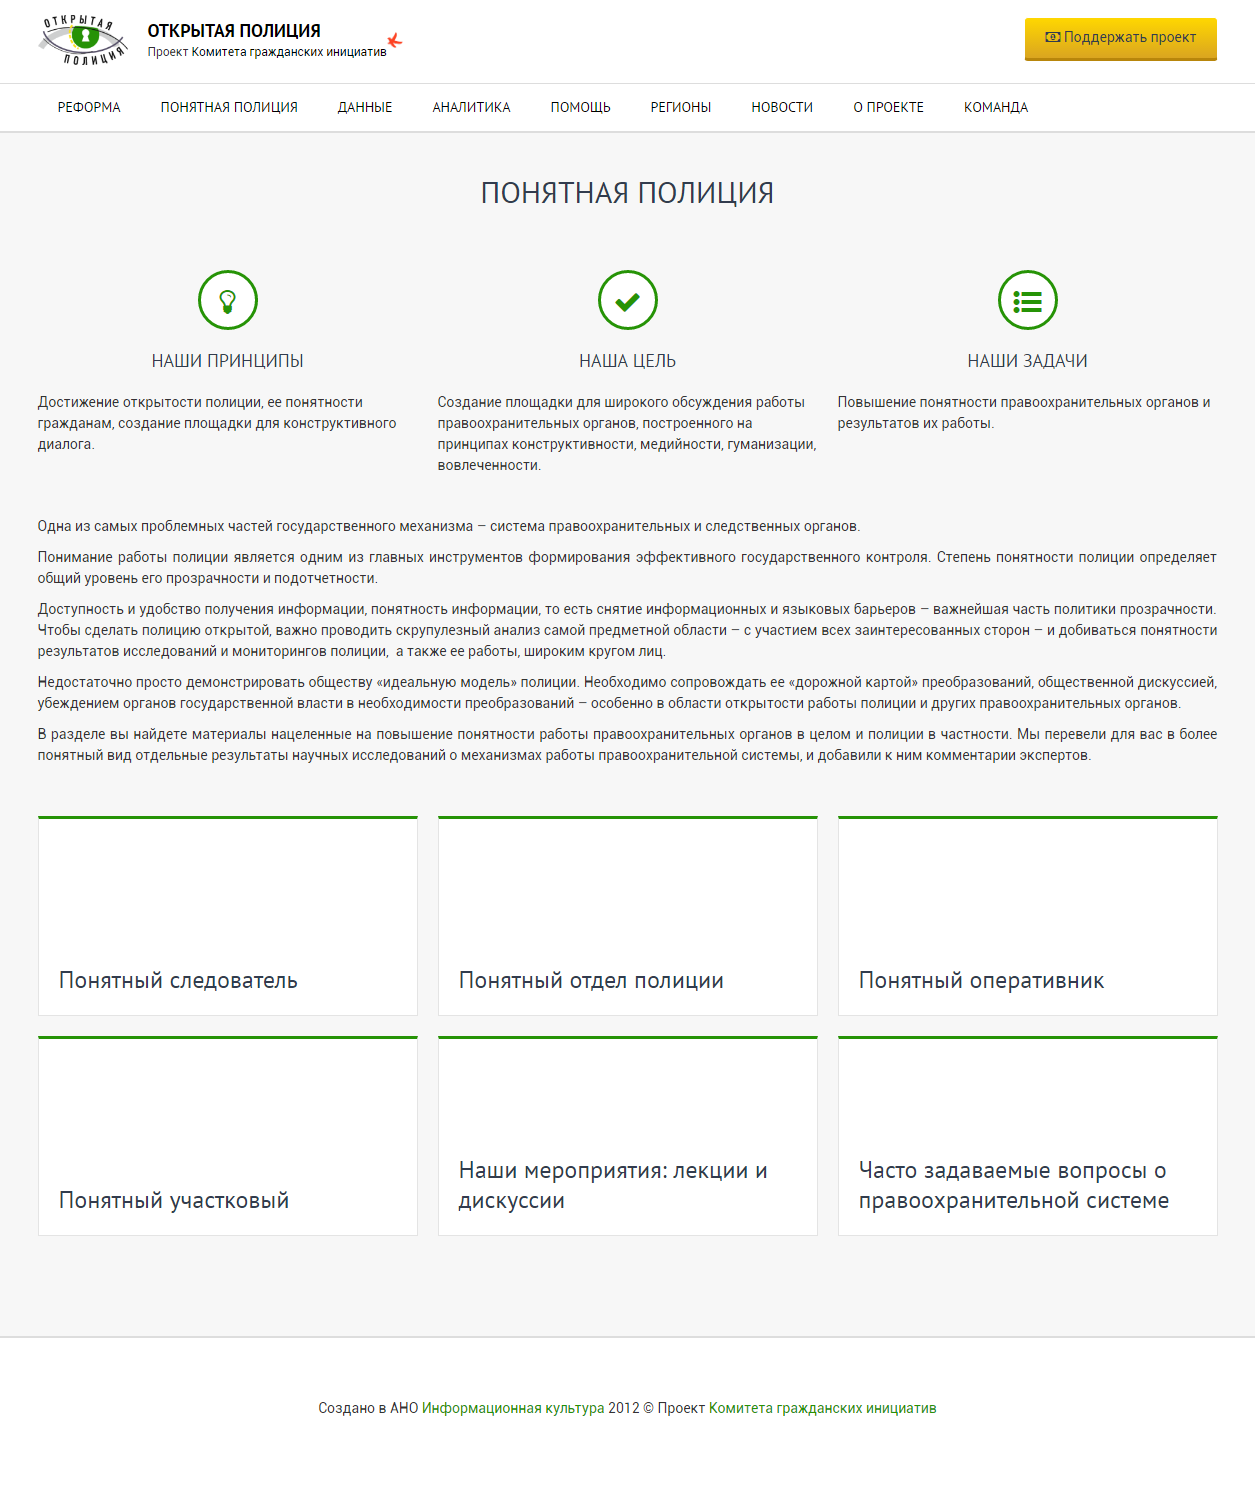 ОТКРЫТАЯ
ПОЛИЦИЯ
ОТКРЫТАЯ ПОЛИЦИЯ
Проект Комитета гражданских инициатив
Поддержать проект
РЕФОРМА ПОНЯТНАЯ ПОЛИЦИЯ ДАННЫЕ АНАЛИТИКА ПОМОЩЬ РЕГИОНЫ НОВОСТИ О ПРОЕКТЕ КОМАНДА
ПОНЯТНАЯ ПОЛИЦИЯ
НАШИ ПРИНЦИПЫ
Достижение открытости полиции, ее понятности
гражданам, создание площадки для конструктивного
диалога.
НАША ЦЕЛЬ
Создание площадки для широкого обсуждения работы
правоохранительных органов, построенного на
принципах конструктивности, медийности, гуманизации,
вовлеченности.
НАШИ ЗАДАЧИ
Повышение понятности правоохранительных органов и
результатов их работы.
Одна из самых проблемных частей государственного механизма – система правоохранительных и следственных органов.
Понимание работы полиции является одним из главных инструментов формирования эффективного государственного контроля. Степень понятности полиции определяет
общий уровень его прозрачности и подотчетности.
Доступность и удобство получения информации, понятность информации, то есть снятие информационных и языковых барьеров – важнейшая часть политики прозрачности.
Чтобы сделать полицию открытой, важно проводить скрупулезный анализ самой предметной области – с участием всех заинтересованных сторон – и добиваться понятности
результатов исследований и мониторингов полиции, а также ее работы, широким кругом лиц.
Недостаточно просто демонстрировать обществу «идеальную модель» полиции. Необходимо сопровождать ее «дорожной картой» преобразований, общественной дискуссией,
убеждением органов государственной власти в необходимости преобразований – особенно в области открытости работы полиции и других правоохранительных органов.
В разделе вы найдете материалы нацеленные на повышение понятности работы правоохранительных органов в целом и полиции в частности. Мы перевели для вас в более
понятный вид отдельные результаты научных исследований о механизмах работы правоохранительной системы, и добавили к ним комментарии экспертов.
Понятный следователь
Понятный отдел полиции
Понятный оперативник
Понятный участковый
Наши мероприятия: лекции и
дискуссии
Часто задаваемые вопросы о
правоохранительной системе
Создано в АНО Информационная культура 2012 © Проект Комитета гражданских инициатив